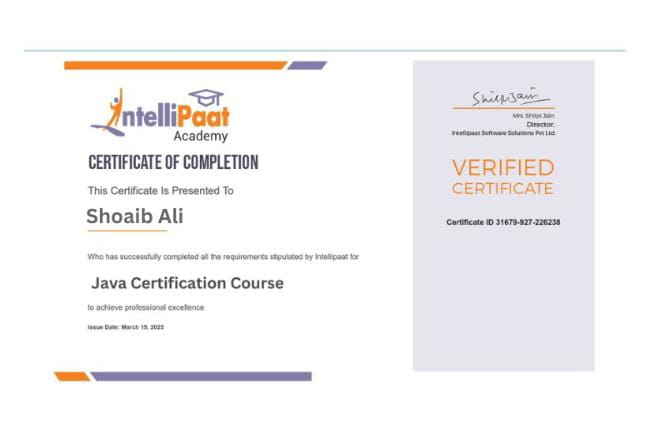 IntelliPaat
Academy
CERTIFICATE OF COMPLETION
This Certificate Is Presented To
Shoaib Ali
Who has successfully completed all the requirements stipulated by Intellipaat for
Java Certification Course
to achieve professional excellence
Issue Date: March 19, 2025
Shilpi Jain
Mrs. Shilpi Jain
Director,
Intellipaat Software Solutions Pvt Ltd.
VERIFIED
CERTIFICATE
Certificate ID 31679-927-226238